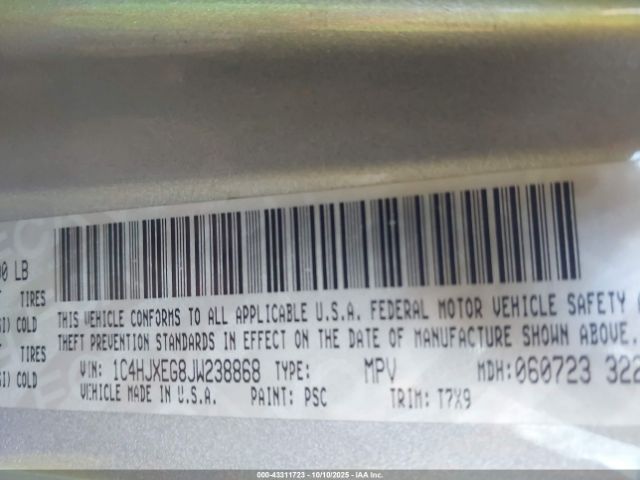 00 LB
TIRES
SI) COLD
TIRES
SI) COLD
THIS VEHICLE CONFORMS TO ALL APPLICABLE U.S.A. FEDERAL MOTOR VEHICLE SAFETY
THEFT PREVENTION STANDARDS IN EFFECT ON THE DATE OF MANUFACTURE SHOWN ABOVE.
VIN: 1C4HJXEG8JW238868 TYPE: MPV MDH: 060723 322
VEHICLE MADE IN U.S.A. PAINT: PSC TRIM: T7X9
000-43311723 - 10/10/2025 - IAA Inc.